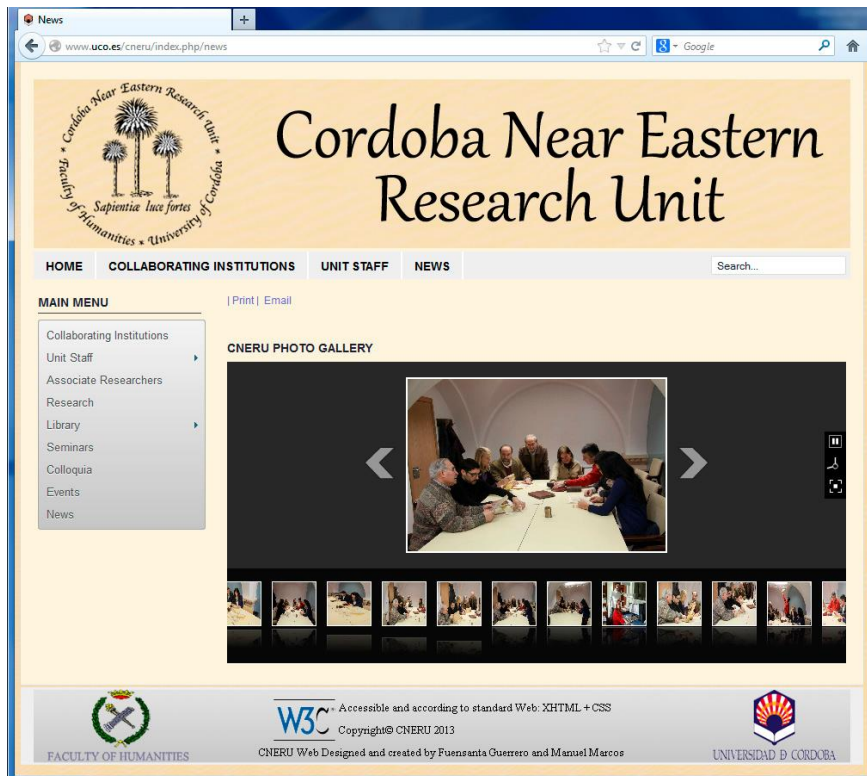 News
www.uco.es/cneru/index.php/news
Google
Cordoba Near Eastern Research Unit
Faculty of Humanities * University of Cordoba
Sapientiæ luce fortes
Cordoba Near Eastern
Research Unit
HOME COLLABORATING INSTITUTIONS UNIT STAFF NEWS Search...
MAIN MENU
| Print | Email
Collaborating Institutions
Unit Staff
Associate Researchers
Research
Library
Seminars
Colloquia
Events
News
CNERU PHOTO GALLERY
W3C
Accessible and according to standard Web: XHTML + CSS
Copyright© CNERU 2013
CNERU Web Designed and created by Fuensanta Guerrero and Manuel Marcos
FACULTY OF HUMANITIES
UNIVERSIDAD Ð CORDOBA